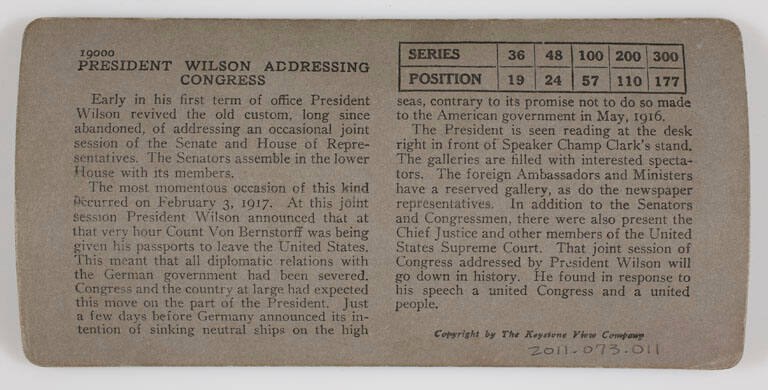 19000
PRESIDENT WILSON ADDRESSING
CONGRESS
Early in his first term of office President
Wilson revived the old custom, long since
abandoned, of addressing an occasional joint
session of the Senate and House of Repre-
sentatives. The Senators assemble in the lower
House with its members.
The most momentous occasion of this kind
occurred on February 3, 1917. At this joint
session President Wilson announced that at
that very hour Count Von Bernstorff was being
given his passports to leave the United States.
This meant that all diplomatic relations with
the German government had been severed.
Congress and the country at large had expected
this move on the part of the President. Just
a few days before Germany announced its in-
tention of sinking neutral ships on the high
SERIES 36 48 100 200 300
POSITION 19 24 57 110 177
seas, contrary to its promise not to do so made
to the American government in May, 1916.
The President is seen reading at the desk
right in front of Speaker Champ Clark's stand.
The galleries are filled with interested specta-
tors. The foreign Ambassadors and Ministers
have a reserved gallery, as do the newspaper
representatives. In addition to the Senators
and Congressmen, there were also present the
Chief Justice and other members of the United
States Supreme Court. That joint session of
Congress addressed by President Wilson will
go down in history. He found in response to
his speech a united Congress and a united
people.
Copyright by The Keystone View Company
2011.073.011